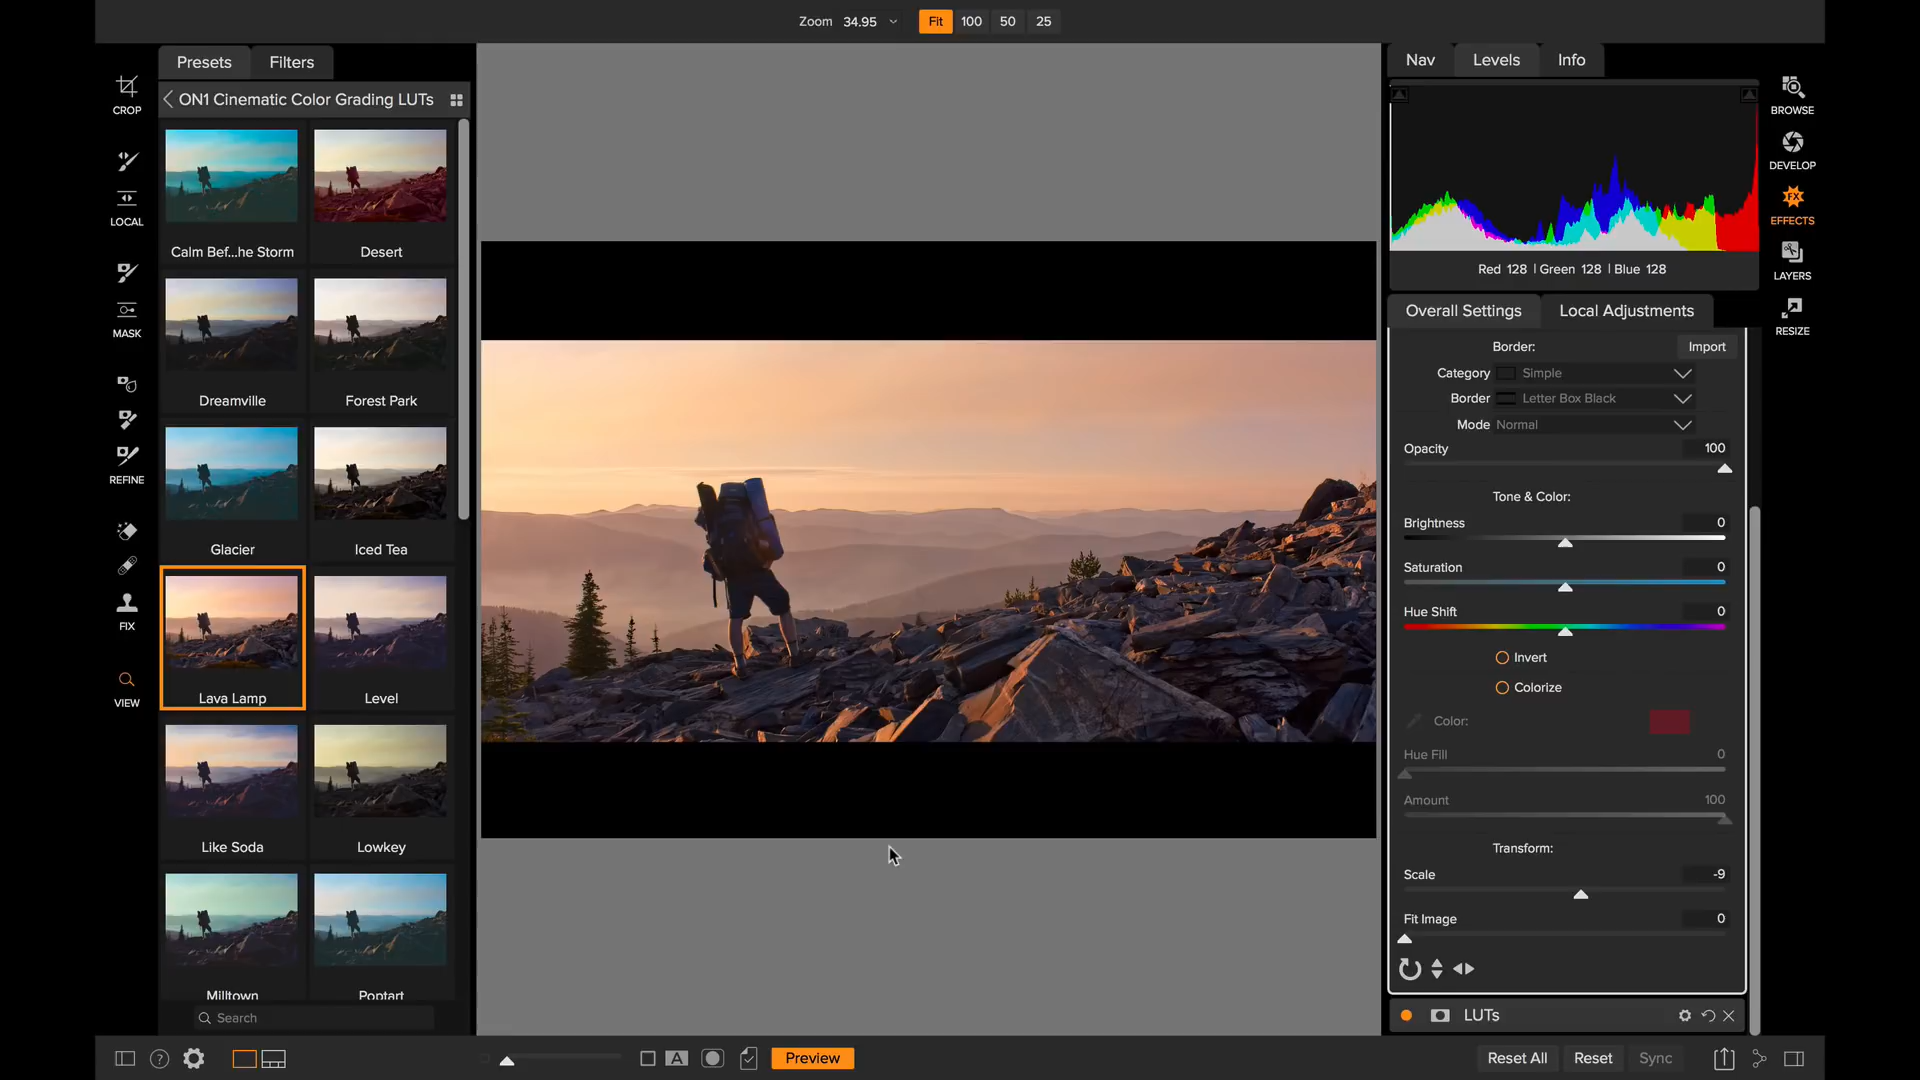 Zoom 34.95 Fit 100 50 25
Presets Filters
ON1 Cinematic Color Grading LUTs
Calm Bef...he Storm
Desert
Dreamville
Forest Park
Glacier
Iced Tea
Lava Lamp
Level
Like Soda
Lowkey
Milltown
Poptart
Search
CROP
LOCAL
MASK
REFINE
FIX
VIEW
Nav Levels Info
Red 128 | Green 128 | Blue 128
Overall Settings Local Adjustments
Border: Import
Category Simple
Border Letter Box Black
Mode Normal
Opacity 100
Tone & Color:
Brightness 0
Saturation 0
Hue Shift 0
Invert
Colorize
Color:
Hue Fill 0
Amount 100
Transform:
Scale -9
Fit Image 0
LUTs
BROWSE
DEVELOP
FX
EFFECTS
LAYERS
RESIZE
? A Preview Reset All Reset Sync